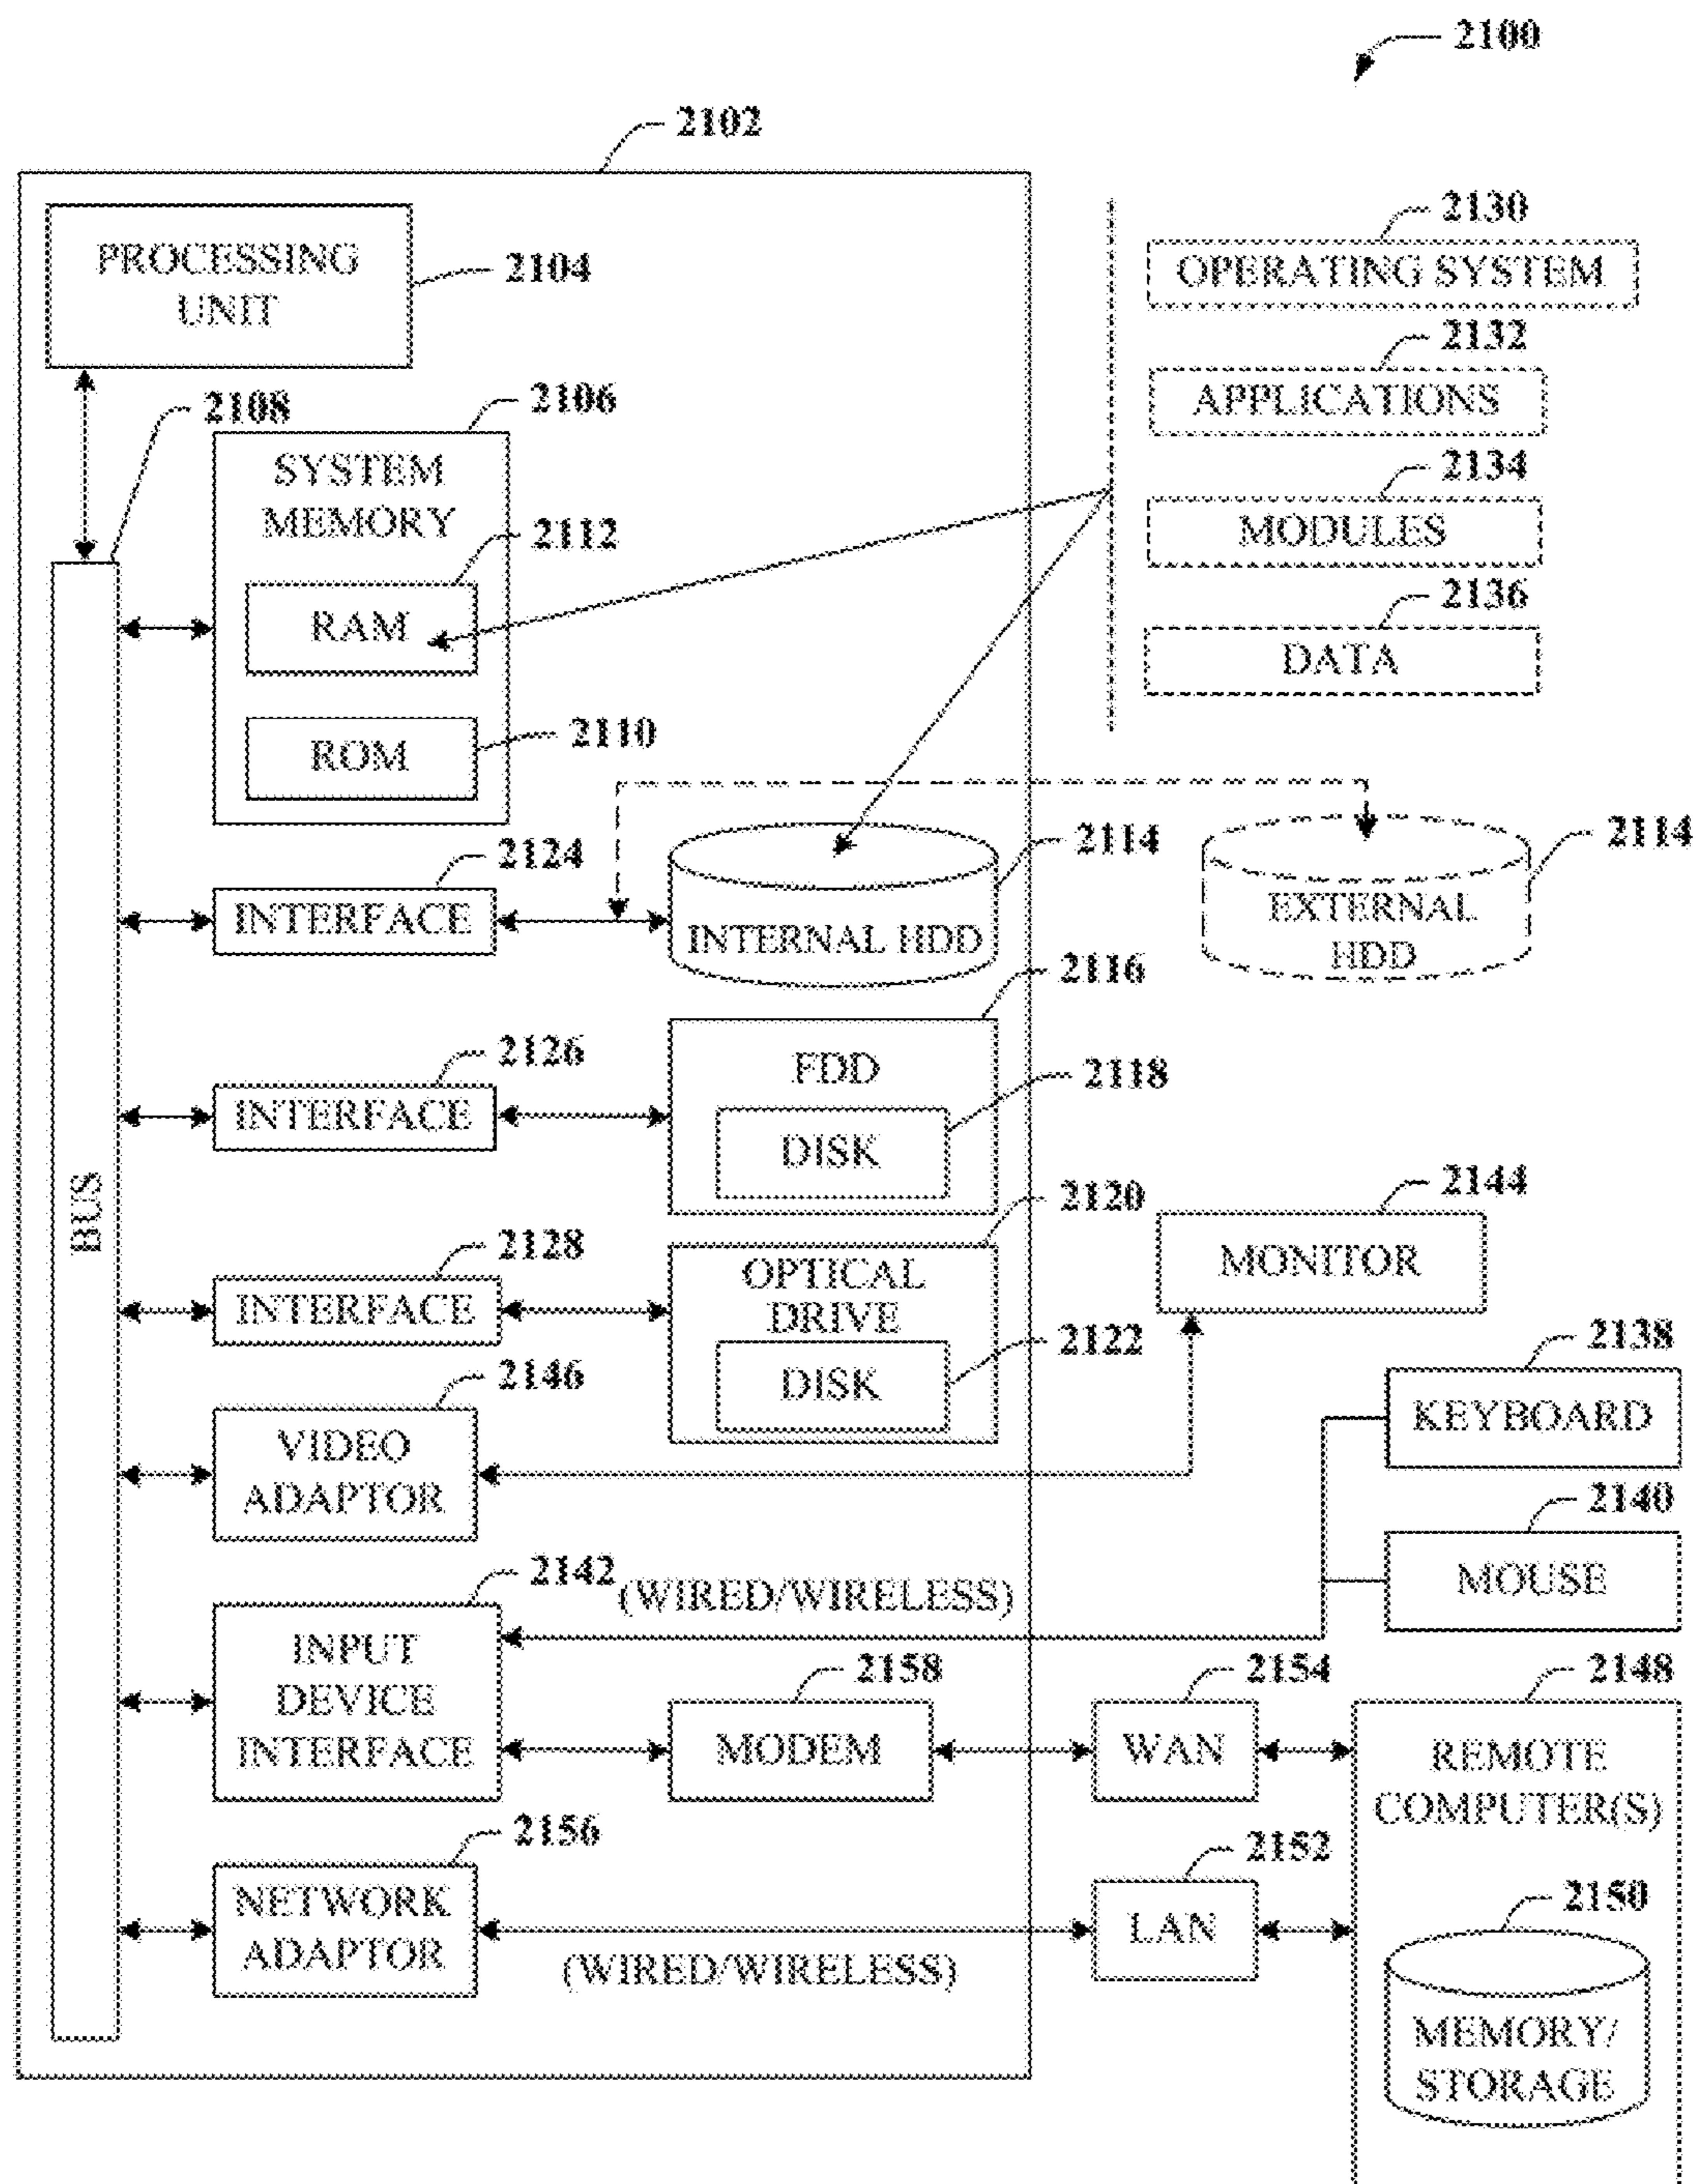 2100
2102
PROCESSING
UNIT
2104
2130
OPERATING SYSTEM
2132
APPLICATIONS
2134
MODULES
2136
DATA
2108
2106
SYSTEM
MEMORY
2112
RAM
2110
ROM
BUS
2124
INTERFACE
2114
INTERNAL HDD
2114
EXTERNAL
HDD
2126
INTERFACE
2116
FDD
2118
DISK
2128
INTERFACE
2120
OPTICAL
DRIVE
2122
DISK
2144
MONITOR
2146
VIDEO
ADAPTOR
2138
KEYBOARD
2140
MOUSE
2142
(WIRED/WIRELESS)
INPUT
DEVICE
INTERFACE
2158
MODEM
2154
WAN
2148
REMOTE
COMPUTER(S)
2156
NETWORK
ADAPTOR
(WIRED/WIRELESS)
2152
LAN
2150
MEMORY/
STORAGE